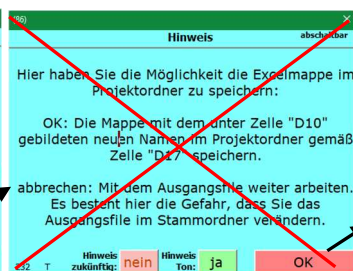 (86)
Hinweis abschaltbar
Hier haben Sie die Möglichkeit die Excelmappe im
Projektordner zu speichern:
OK: Die Mappe mit dem unter Zelle "D10"
gebildeten neuen Namen im Projektordner gemäß
Zelle "D17" speichern.
abbrechen: Mit dem Ausgangsfile weiter arbeiten.
Es besteht hier die Gefahr, dass Sie das
Ausgangsfile im Stammordner verändern.
232 T Hinweis zukünftig: nein Hinweis Ton: ja OK